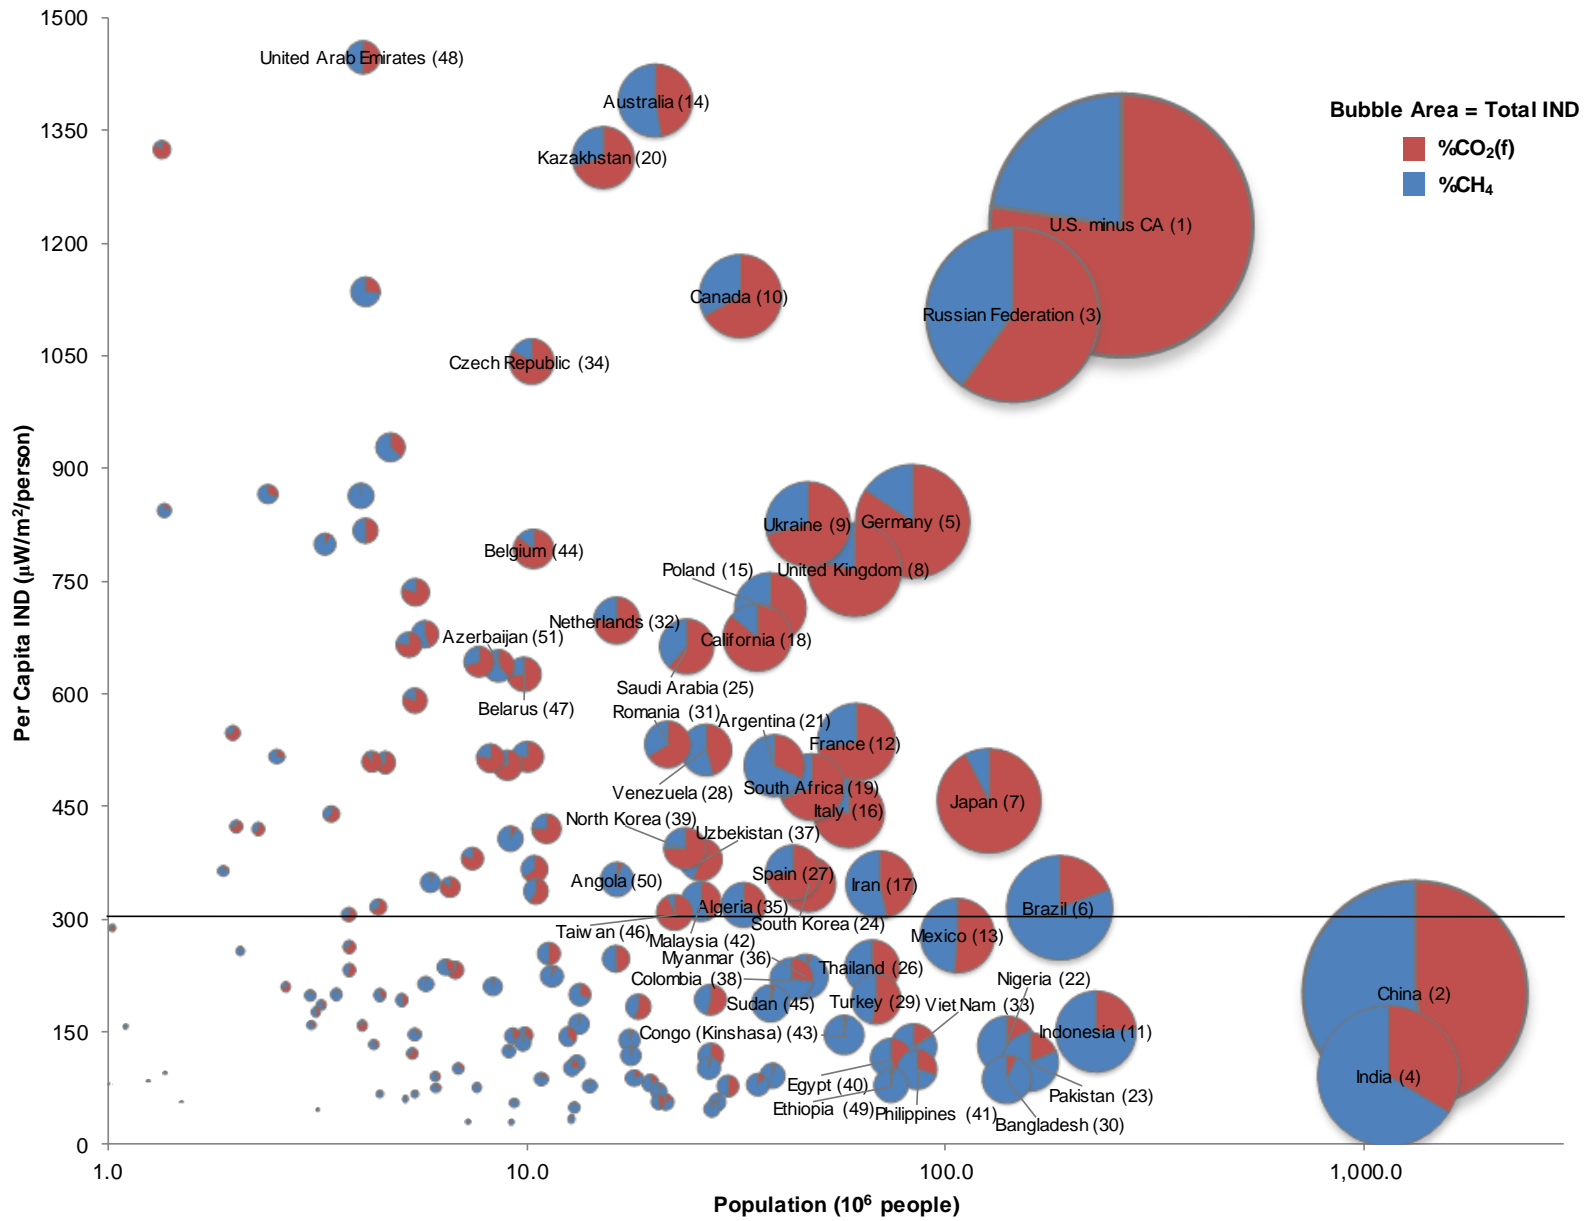 1500
United Arab Emirates (48)
Australia (14)
Bubble Area = Total IND
1350
%CO₂(f)
Kazakhstan (20)
%CH₄
1200
U.S. minus CA (1)
Canada (10)
Russian Federation (3)
1050
Czech Republic (34)
900
Ukraine (9)
Germany (5)
Belgium (44)
Poland (15)
United Kingdom (8)
750
Netherlands (32)
Azerbaijan (51)
California (18)
Saudi Arabia (25)
600
Belarus (47)
Romania (31)
Argentina (21)
France (12)
South Africa (19)
Venezuela (28)
Japan (7)
Italy (16)
450
North Korea (39)
Uzbekistan (37)
Spain (27)
Angola (50)
Iran (17)
Algeria (35)
Brazil (6)
300
South Korea (24)
Taiwan (46)
Malaysia (42)
Mexico (13)
Myanmar (36)
Thailand (26)
Colombia (38)
Nigeria (22)
China (2)
Sudan (45)
Turkey (29)
Viet Nam (33)
150
Congo (Kinshasa) (43)
Indonesia (11)
India (4)
Egypt (40)
Pakistan (23)
Ethiopia (49)
Philippines (41)
Bangladesh (30)
0
1.0
10.0
100.0
1,000.0
Per Capita IND (μW/m²/person)
Population (10⁶ people)